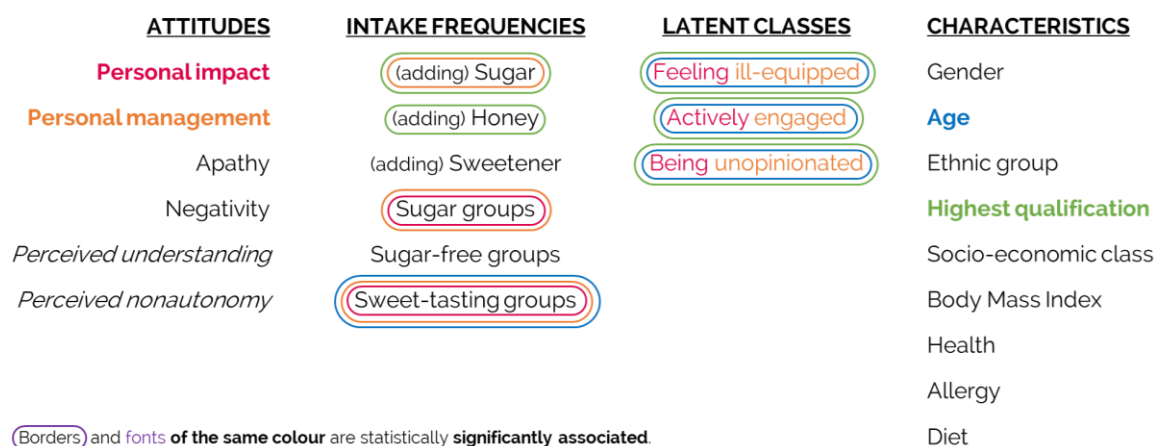 ATTITUDES INTAKE FREQUENCIES LATENT CLASSES CHARACTERISTICS
Personal impact (adding) Sugar Feeling ill-equipped Gender
Personal management (adding) Honey Actively engaged Age
Apathy (adding) Sweetener Being unopinionated Ethnic group
Negativity Sugar groups Highest qualification
Perceived understanding Sugar-free groups Socio-economic class
Perceived nonautonomy Sweet-tasting groups Body Mass Index
Health
Allergy
Borders and fonts of the same colour are statistically significantly associated. Diet